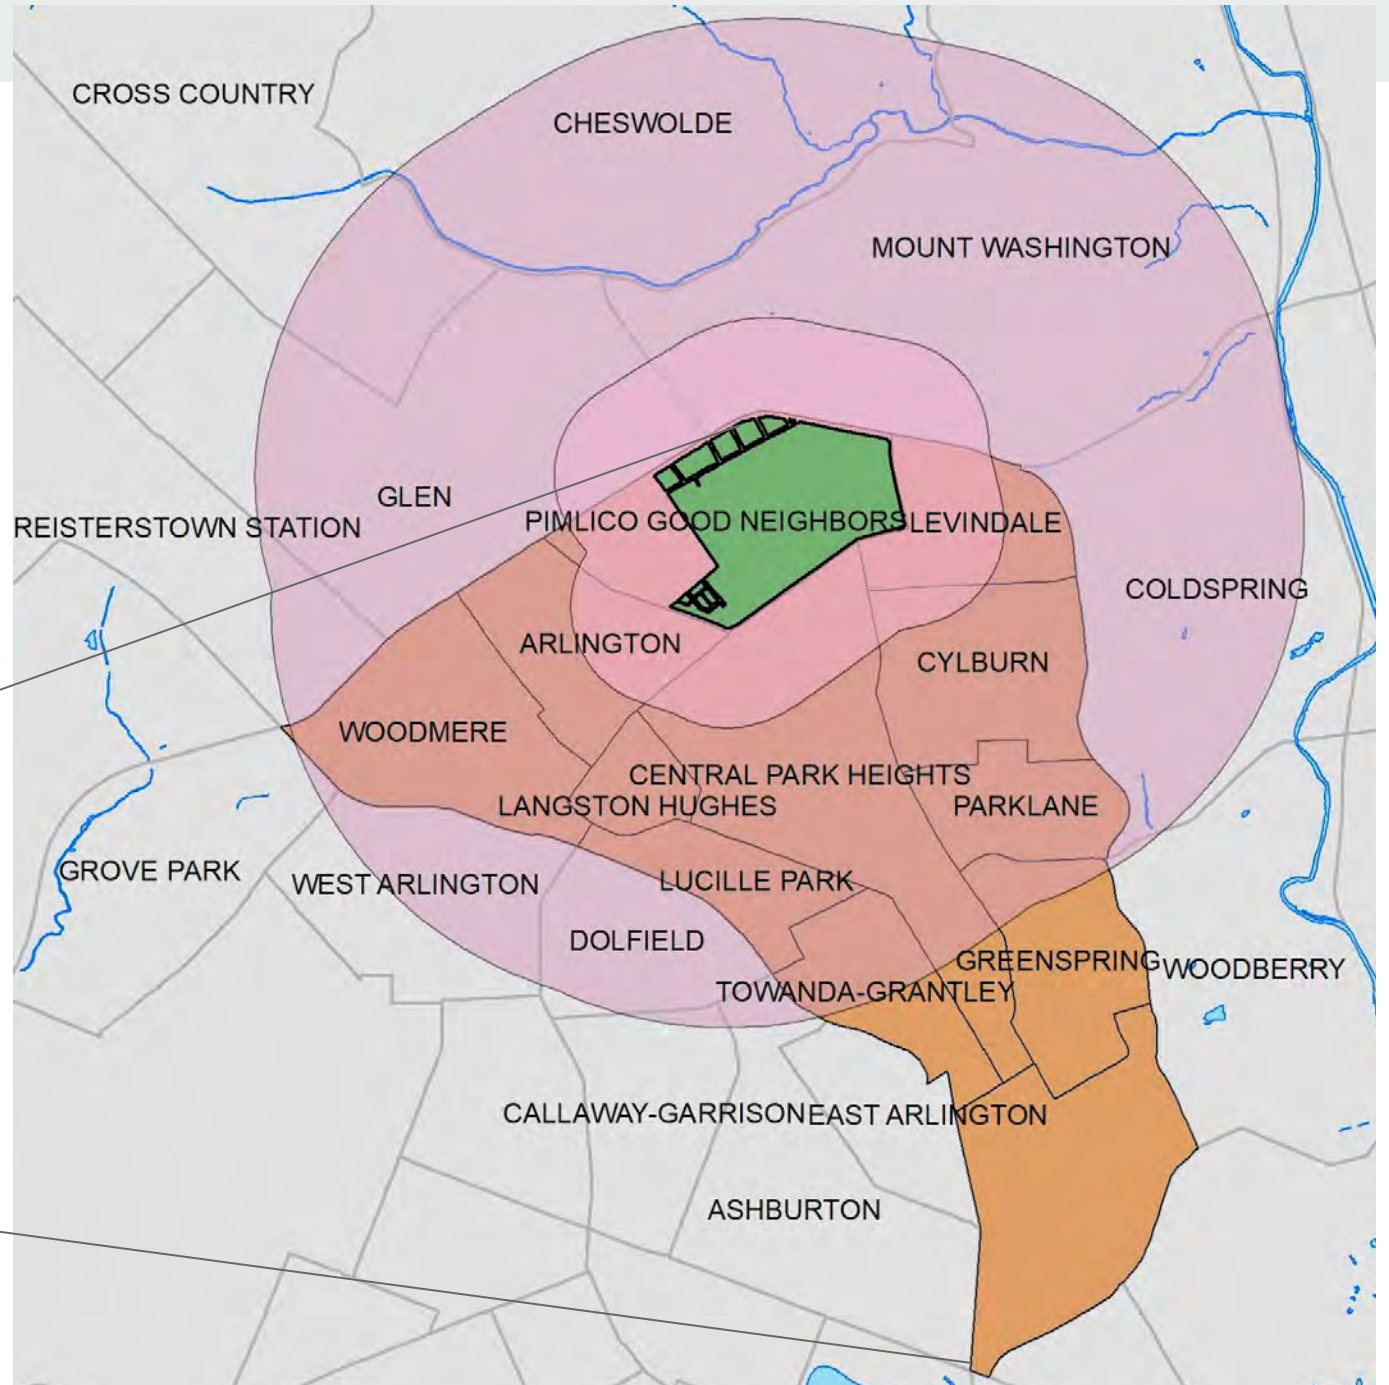 CROSS COUNTRY
CHESWOLDE
MOUNT WASHINGTON
GLEN
REISTERSTOWN STATION
PIMLICO GOOD NEIGHBORS
LEVINDALE
COLDSPRING
ARLINGTON
CYLBURN
WOODMERE
CENTRAL PARK HEIGHTS
LANGSTON HUGHES
PARKLANE
GROVE PARK
WEST ARLINGTON
LUCILLE PARK
DOLFIELD
GREENSPRING
WOODBERRY
TOWANDA-GRANTLEY
CALLAWAY-GARRISON
EAST ARLINGTON
ASHBURTON